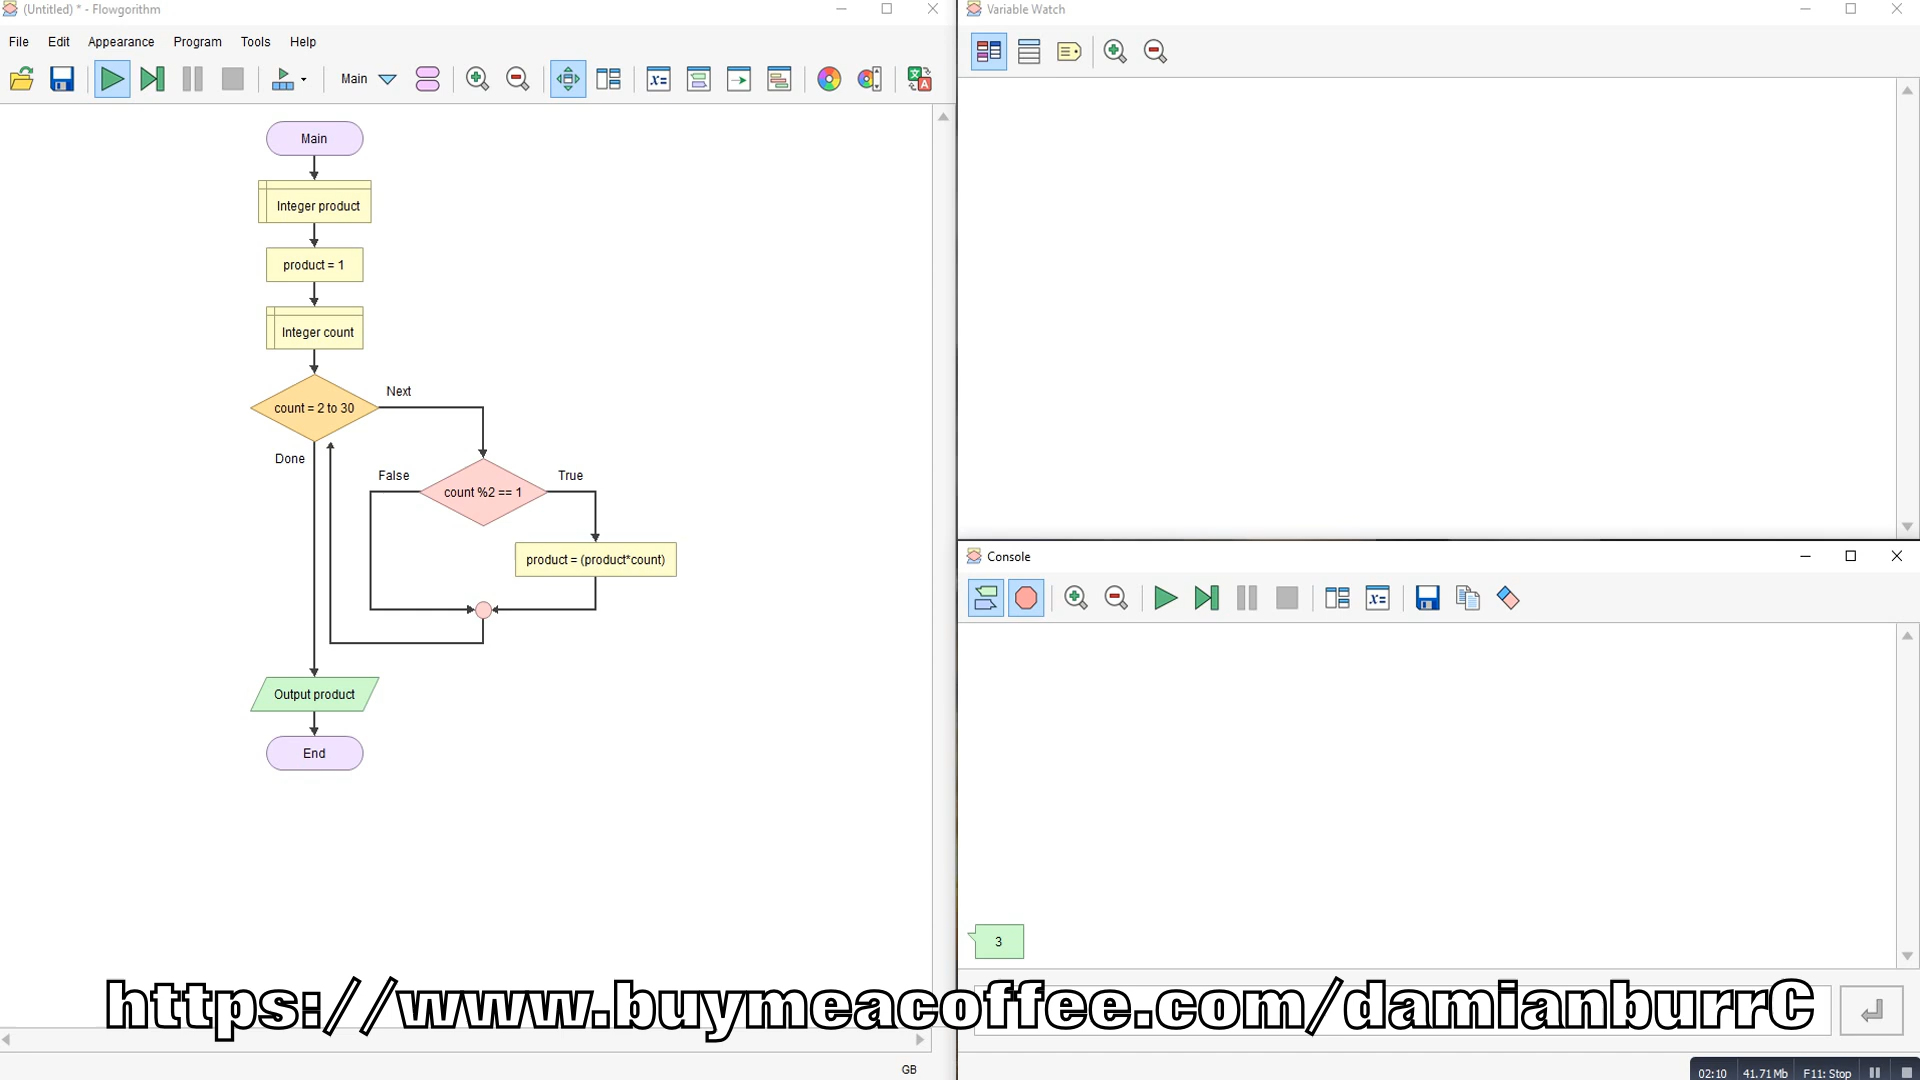 (Untitled) * - Flowgorithm
File Edit Appearance Program Tools Help
Main
Main
Integer product
product = 1
Integer count
count = 2 to 30
Next
Done
False
True
count %2 == 1
product = (product*count)
Output product
End
GB
Variable Watch
Console
x=
x=
3
https://www.buymeacoffee.com/damianburrC
02:10 41.71 Mb F11: Stop